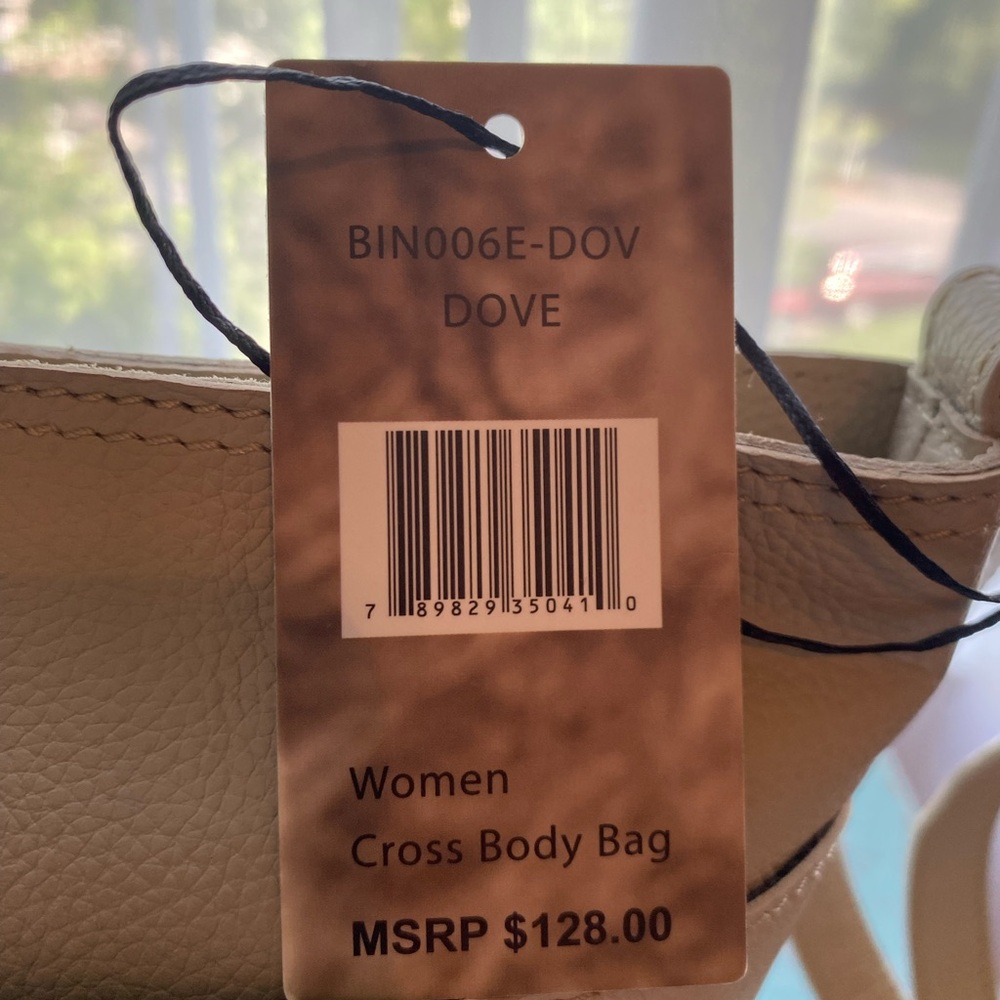 BIN006E-DOV
DOVE
7 89829 35041 0
Women
Cross Body Bag
MSRP $128.00